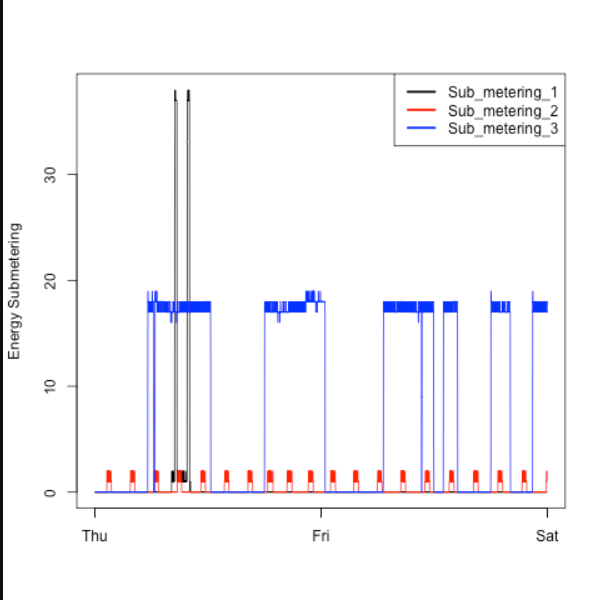 Sub_metering_1
Sub_metering_2
Sub_metering_3
Energy Submetering
30
20
10
0
Thu Fri Sat